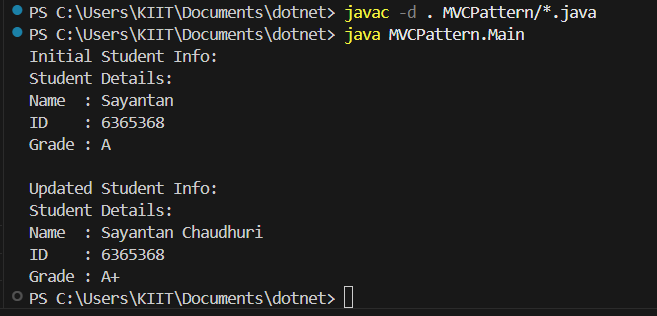 PS C:\Users\KIIT\Documents\dotnet> javac -d . MVCPattern/*.java
PS C:\Users\KIIT\Documents\dotnet> java MVCPattern.Main
Initial Student Info:
Student Details:
Name  : Sayantan
ID    : 6365368
Grade : A

Updated Student Info:
Student Details:
Name  : Sayantan Chaudhuri
ID    : 6365368
Grade : A+
PS C:\Users\KIIT\Documents\dotnet>